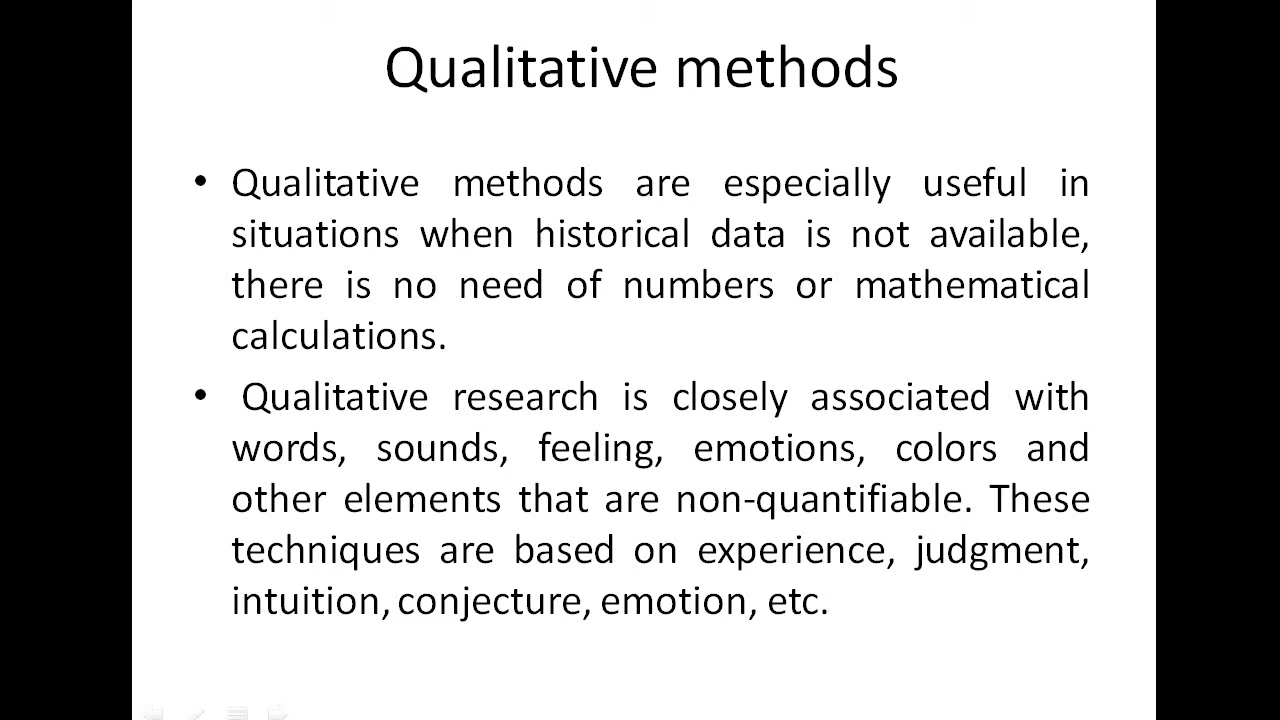 Qualitative methods
• Qualitative methods are especially useful in
situations when historical data is not available,
there is no need of numbers or mathematical
calculations.
• Qualitative research is closely associated with
words, sounds, feeling, emotions, colors and
other elements that are non-quantifiable. These
techniques are based on experience, judgment,
intuition, conjecture, emotion, etc.